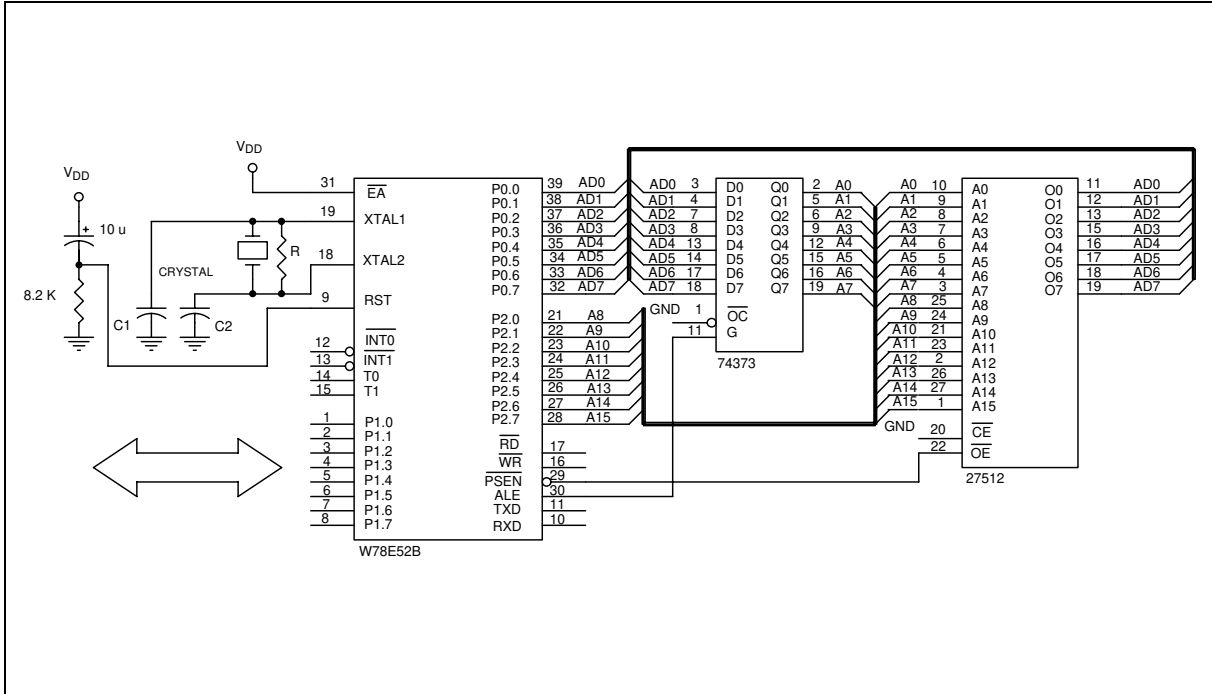 VDD
10 u
8.2 K
VDD
CRYSTAL
R
C1
C2
31 EA
19 XTAL1
18 XTAL2
9 RST
12 INT0
13 INT1
14 T0
15 T1
1 P1.0
2 P1.1
3 P1.2
4 P1.3
5 P1.4
6 P1.5
7 P1.6
8 P1.7
P0.0 39 AD0
P0.1 38 AD1
P0.2 37 AD2
P0.3 36 AD3
P0.4 35 AD4
P0.5 34 AD5
P0.6 33 AD6
P0.7 32 AD7
P2.0 21 A8
P2.1 22 A9
P2.2 23 A10
P2.3 24 A11
P2.4 25 A12
P2.5 26 A13
P2.6 27 A14
P2.7 28 A15
RD 17
WR 16
PSEN 29
ALE 30
TXD 11
RXD 10
W78E52B
AD0 3 D0 Q0 2 A0
AD1 4 D1 Q1 5 A1
AD2 7 D2 Q2 6 A2
AD3 8 D3 Q3 9 A3
AD4 13 D4 Q4 12 A4
AD5 14 D5 Q5 15 A5
AD6 17 D6 Q6 16 A6
AD7 18 D7 Q7 19 A7
GND 1 OC
11 G
74373
A0 10 A0 O0 11 AD0
A1 9 A1 O1 12 AD1
A2 8 A2 O2 13 AD2
A3 7 A3 O3 15 AD3
A4 6 A4 O4 16 AD4
A5 5 A5 O5 17 AD5
A6 4 A6 O6 18 AD6
A7 3 A7 O7 19 AD7
A8 25 A8
A9 24 A9
A10 21 A10
A11 23 A11
A12 2 A12
A13 26 A13
A14 27 A14
A15 1 A15
GND 20 CE
22 OE
27512